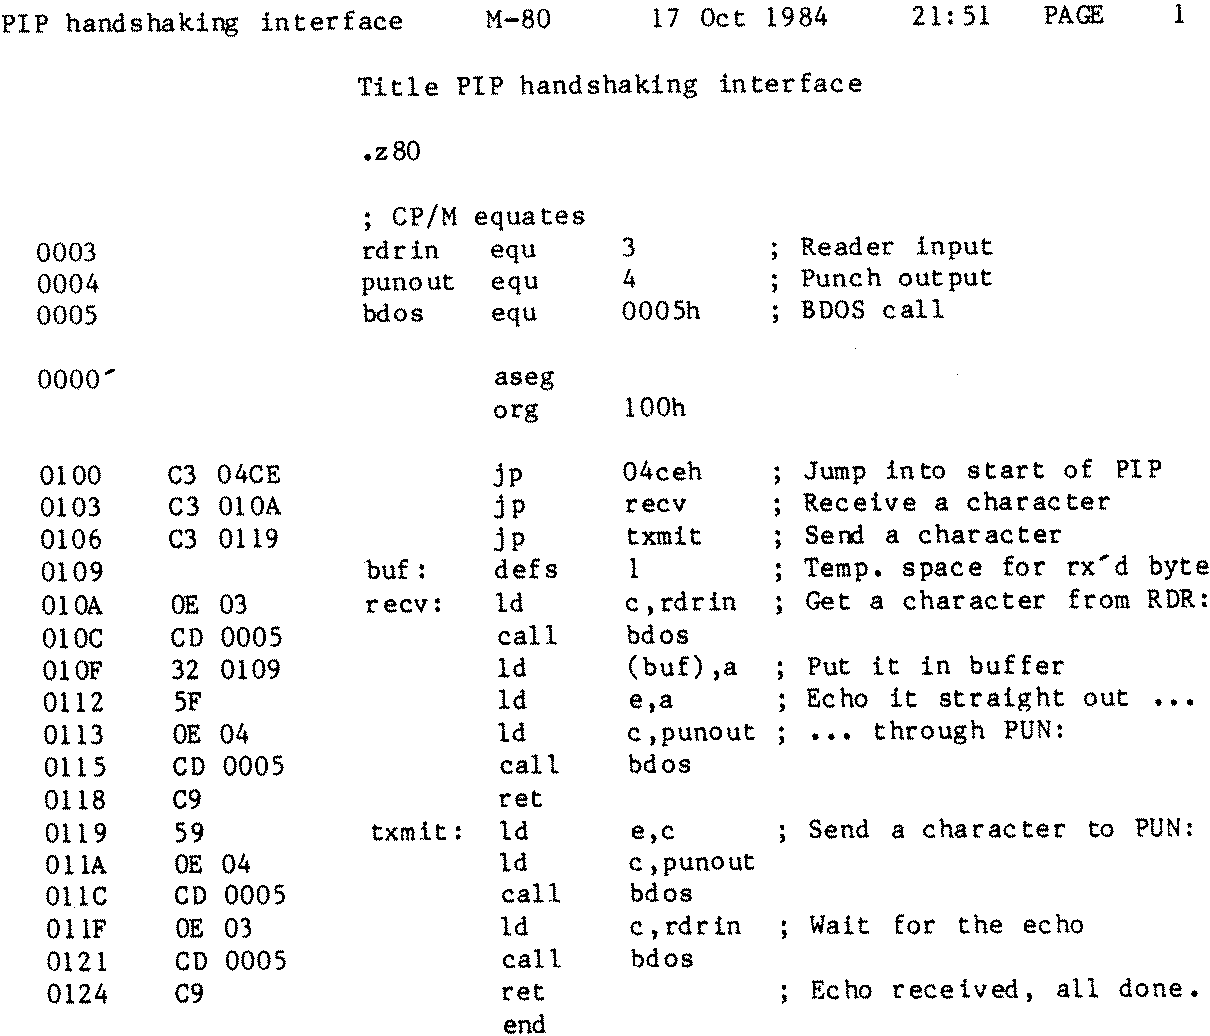 PIP handshaking interface     M-80      17 Oct 1984     21:51   PAGE    1
Title PIP handshaking interface
.z80
; CP/M equates
0003                    rdrin   equ     3         ; Reader input
0004                    punout  equ     4         ; Punch output
0005                    bdos    equ     0005h     ; BDOS call
0000´                           aseg
                                org     100h
0100    C3 04CE                 jp      04ceh     ; Jump into start of PIP
0103    C3 010A                 jp      recv      ; Receive a character
0106    C3 0119                 jp      txmit     ; Send a character
0109                    buf:    defs    1         ; Temp. space for rx´d byte
010A    0E 03           recv:   ld      c,rdrin   ; Get a character from RDR:
010C    CD 0005                 call    bdos
010F    32 0109                 ld      (buf),a   ; Put it in buffer
0112    5F                      ld      e,a       ; Echo it straight out ...
0113    0E 04                   ld      c,punout  ; ... through PUN:
0115    CD 0005                 call    bdos
0118    C9                      ret
0119    59              txmit:  ld      e,c       ; Send a character to PUN:
011A    0E 04                   ld      c,punout
011C    CD 0005                 call    bdos
011F    0E 03                   ld      c,rdrin   ; Wait for the echo
0121    CD 0005                 call    bdos
0124    C9                      ret               ; Echo received, all done.
                                end